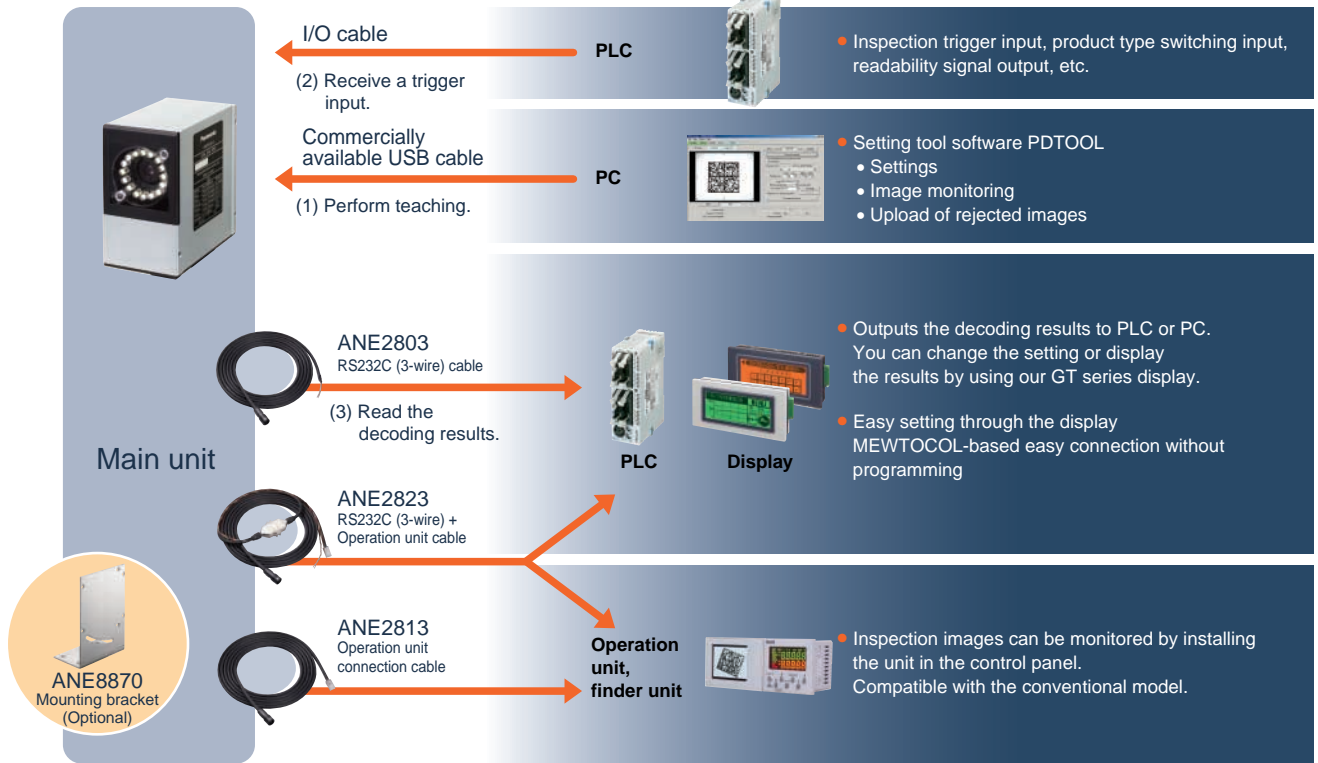 I/O cable
(2) Receive a trigger
input.
PLC
• Inspection trigger input, product type switching input,
readability signal output, etc.
Commercially
available USB cable
(1) Perform teaching.
PC
• Setting tool software PDTOOL
• Settings
• Image monitoring
• Upload of rejected images
Main unit
ANE2803
RS232C (3-wire) cable
(3) Read the
decoding results.
PLC
Display
• Outputs the decoding results to PLC or PC.
You can change the setting or display
the results by using our GT series display.
• Easy setting through the display
MEWTOCOL-based easy connection without
programming
ANE2823
RS232C (3-wire) +
Operation unit cable
ANE2813
Operation unit
connection cable
Operation
unit,
finder unit
• Inspection images can be monitored by installing
the unit in the control panel.
Compatible with the conventional model.
ANE8870
Mounting bracket
(Optional)